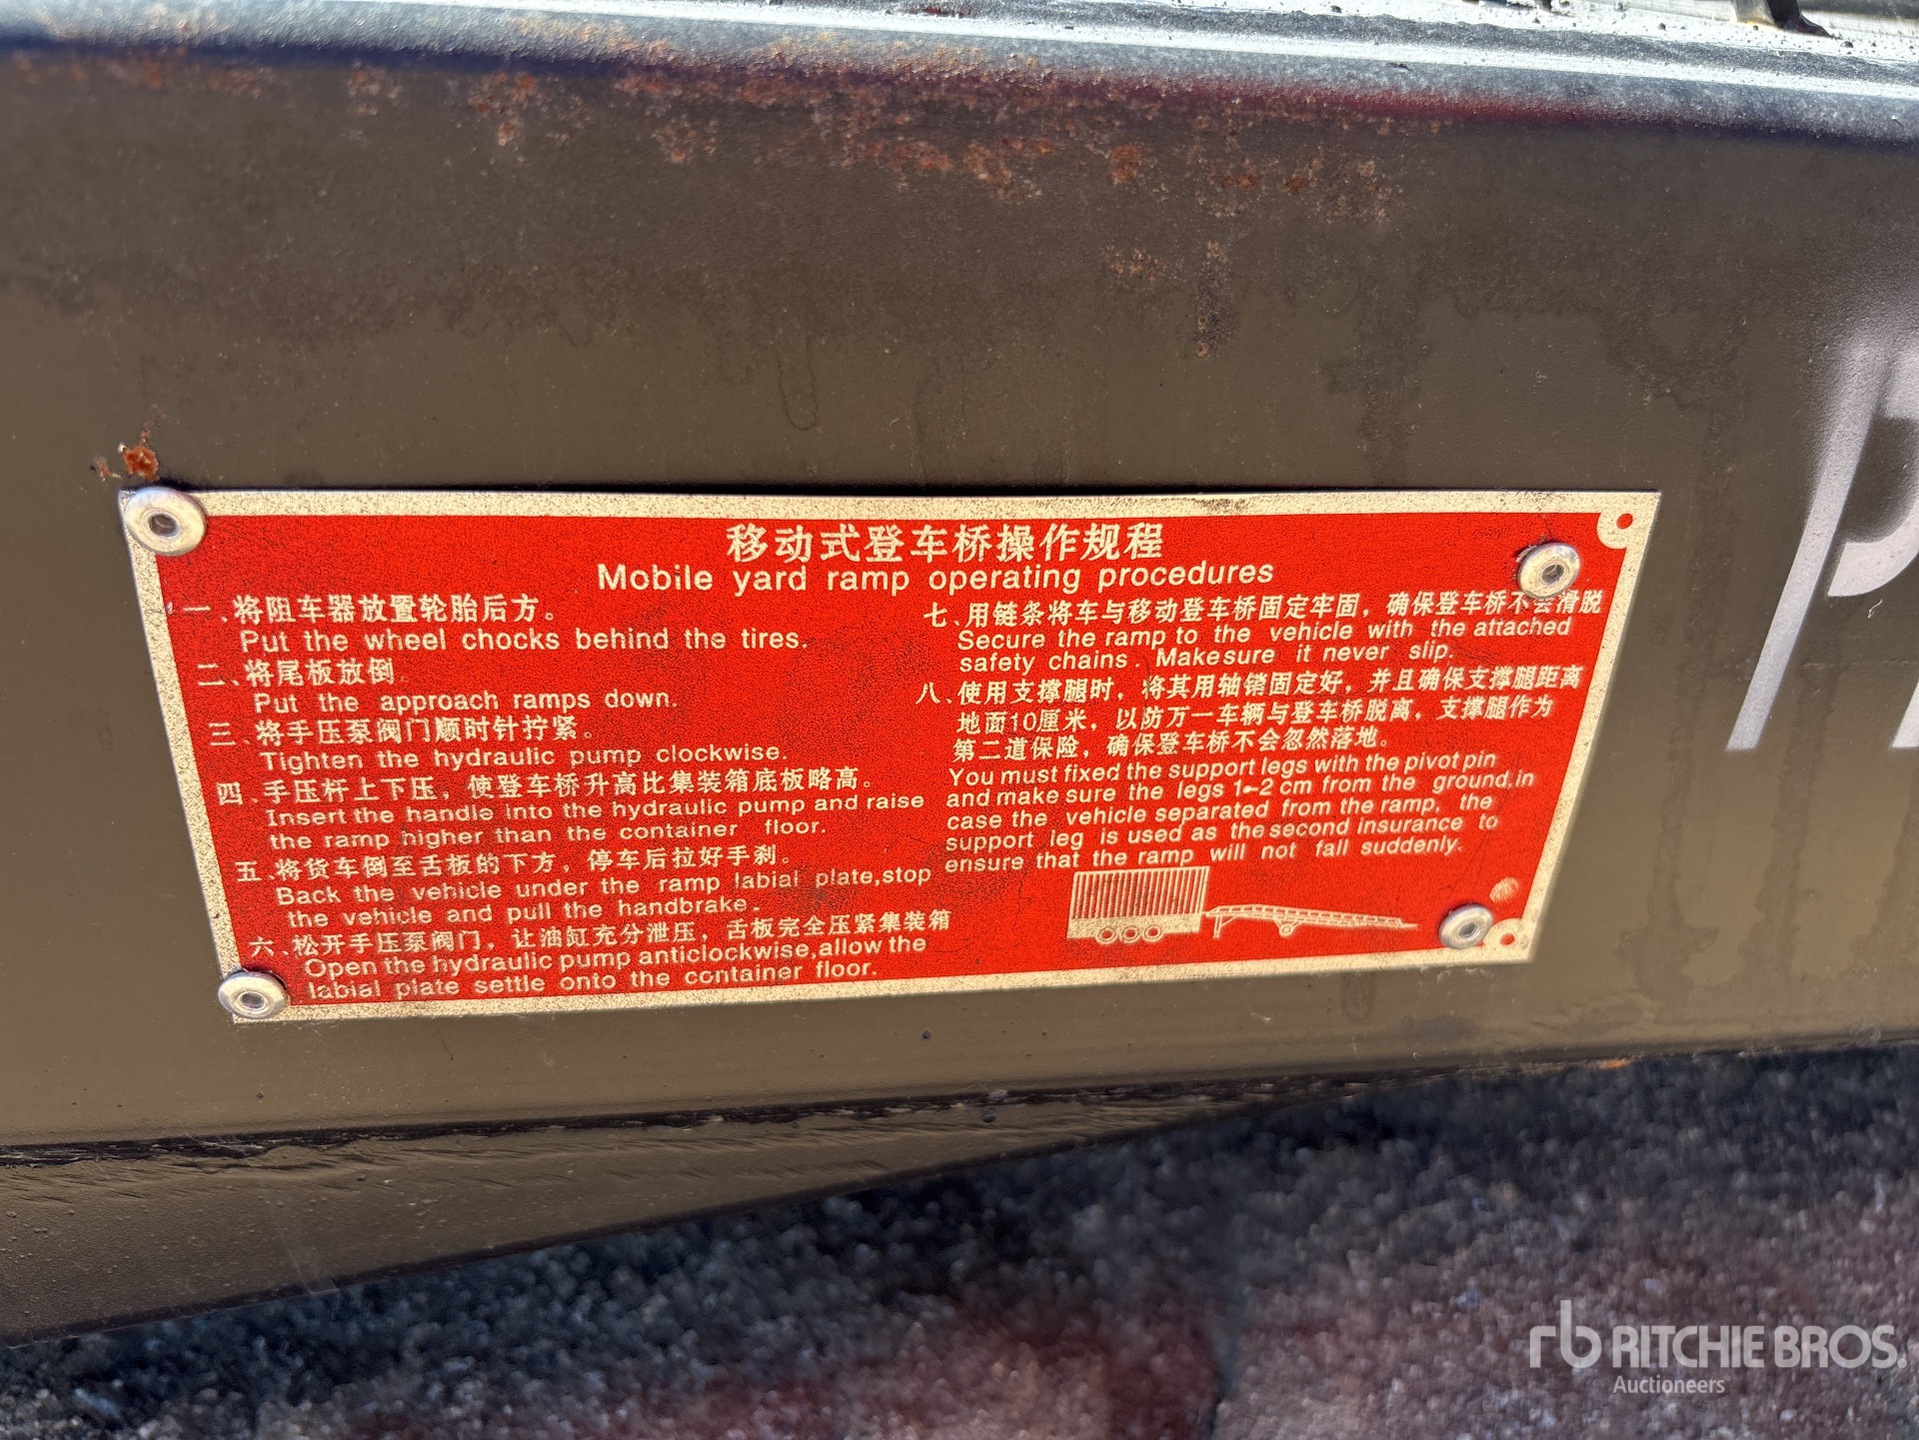 移动式登车桥操作规程
Mobile yard ramp operating procedures
一、将阻车器放置轮胎后方。
Put the wheel chocks behind the tires.
二、将尾板放倒
Put the approach ramps down.
三、将手压泵阀门顺时针拧紧。
Tighten the hydraulic pump clockwise.
四、手压杆上下压，使登车桥升高比集装箱底板略高。
Insert the handle into the hydraulic pump and raise
the ramp higher than the container floor.
五、将货车倒至舌板的下方，停车后拉好手刹。
Back the vehicle under the ramp labial plate,stop
the vehicle and pull the handbrake.
六、松开手压泵阀门，让油缸充分泄压，舌板完全压紧集装箱
Open the hydraulic pump anticlockwise,allow the
labial plate settle onto the container floor.
七、用链条将车与移动登车桥固定牢固，确保登车桥不会滑脱
Secure the ramp to the vehicle with the attached
safety chains. Makesure it never slip.
八、使用支撑腿时，将其用轴销固定好，并且确保支撑腿距离
地面10厘米，以防万一车辆与登车桥脱离，支撑腿作为
第二道保险，确保登车桥不会忽然落地。
You must fixed the support legs with the pivot pin
and make sure the legs 1-2 cm from the ground,in
case the vehicle separated from the ramp, the
support leg is used as the second insurance to
ensure that the ramp will not fall suddenly.
rb RITCHIE BROS.
Auctioneers